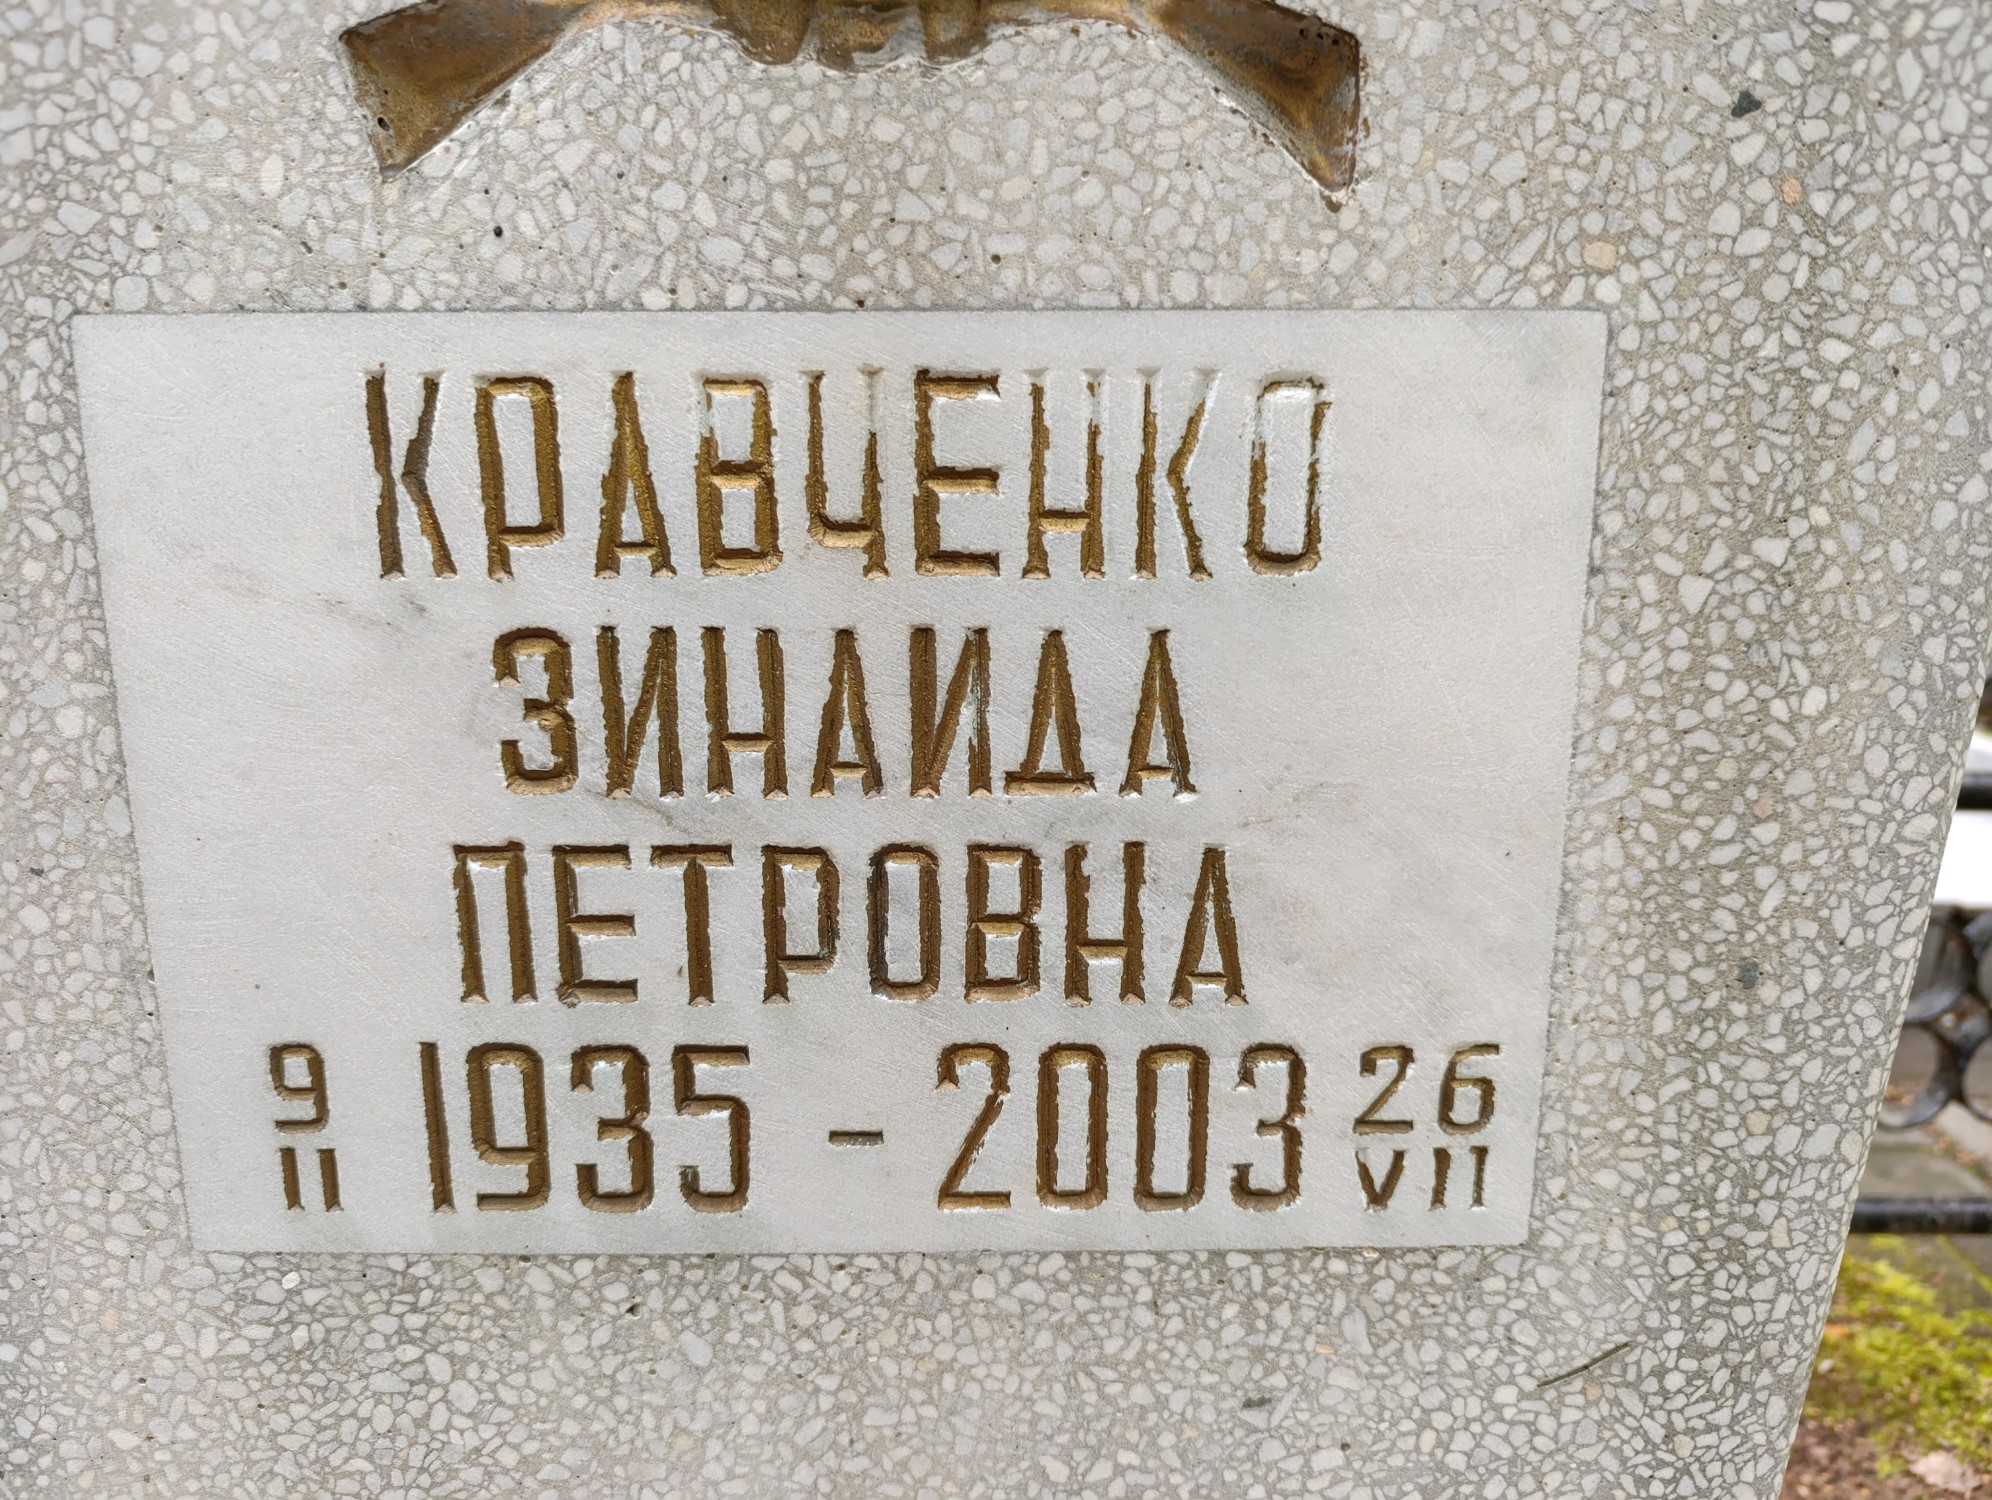 КРАВЧЕНКО
ЗИНАИДА
ПЕТРОВНА
9 1935 - 2003 26
II VII